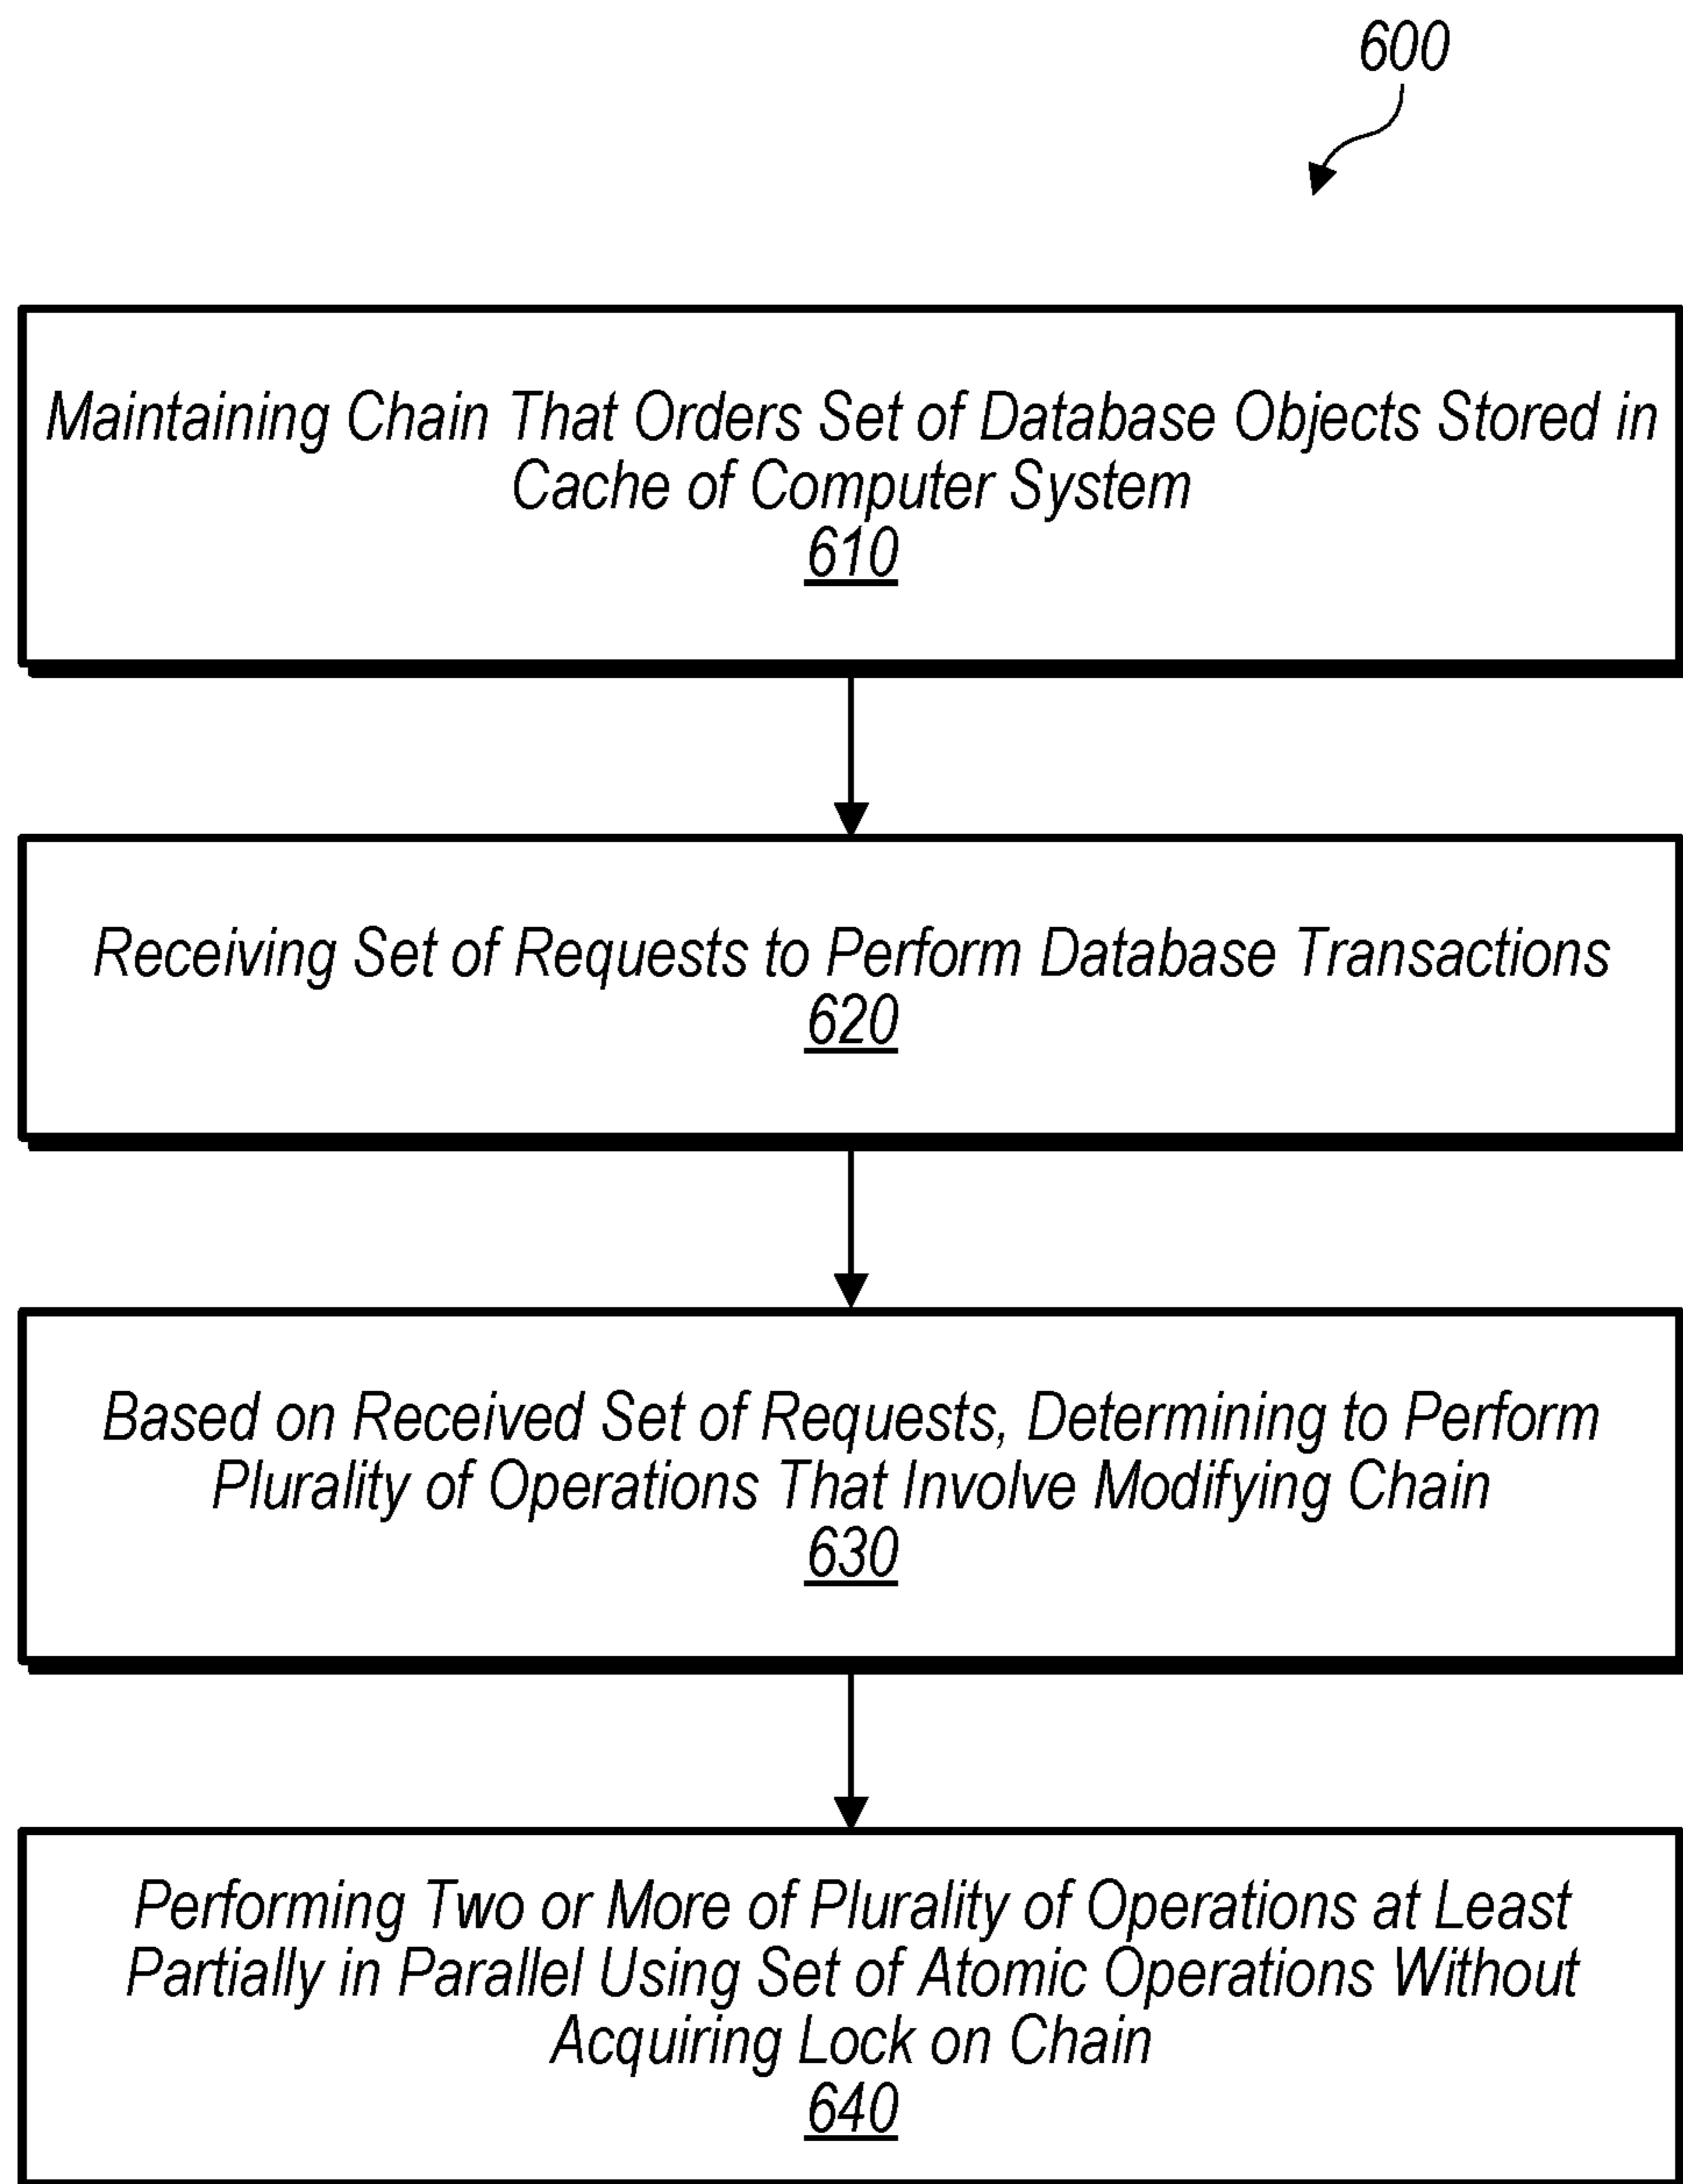 600
Maintaining Chain That Orders Set of Database Objects Stored in
Cache of Computer System
610
Receiving Set of Requests to Perform Database Transactions
620
Based on Received Set of Requests, Determining to Perform
Plurality of Operations That Involve Modifying Chain
630
Performing Two or More of Plurality of Operations at Least
Partially in Parallel Using Set of Atomic Operations Without
Acquiring Lock on Chain
640